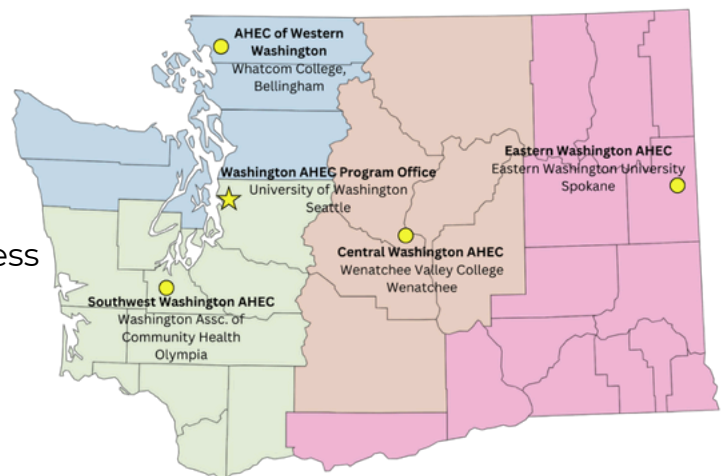 AHEC of Western
Washington
Whatcom College,
Bellingham
Washington AHEC Program Office
University of Washington
Seattle
Eastern Washington AHEC
Eastern Washington University
Spokane
ess
Central Washington AHEC
Wenatchee Valley College
Wenatchee
Southwest Washington AHEC
Washington Assc. of
Community Health
Olympia